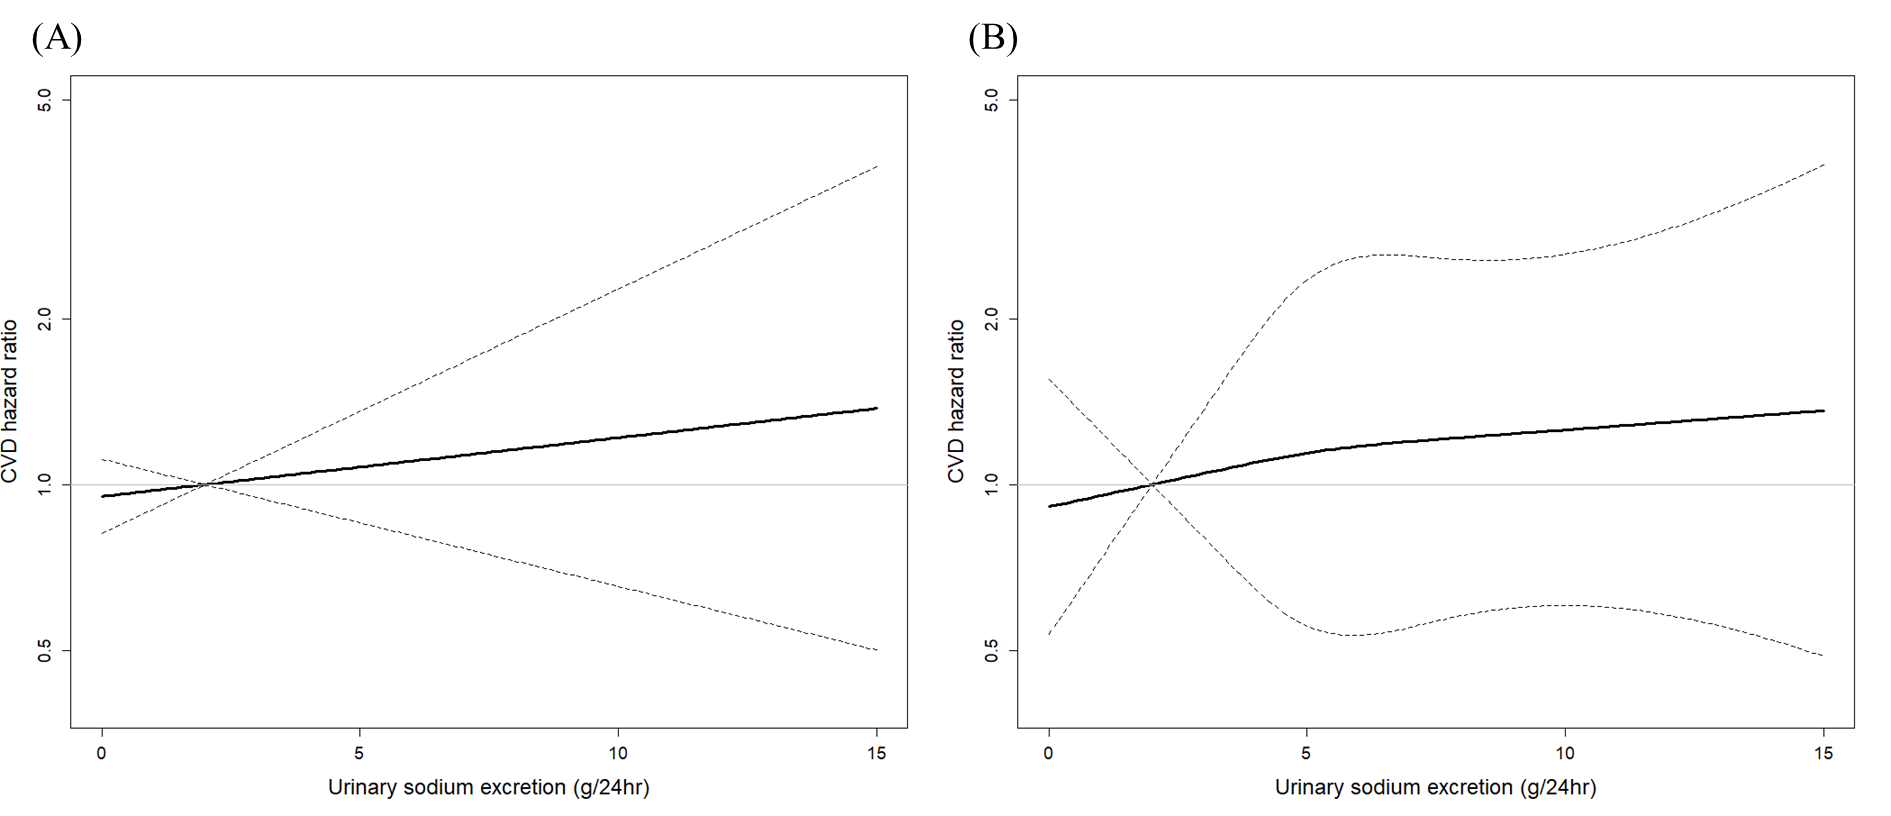 (A)
5.0
2.0
1.0
0.5
CVD hazard ratio
0 5 10 15
Urinary sodium excretion (g/24hr)
(B)
5.0
2.0
1.0
0.5
CVD hazard ratio
0 5 10 15
Urinary sodium excretion (g/24hr)